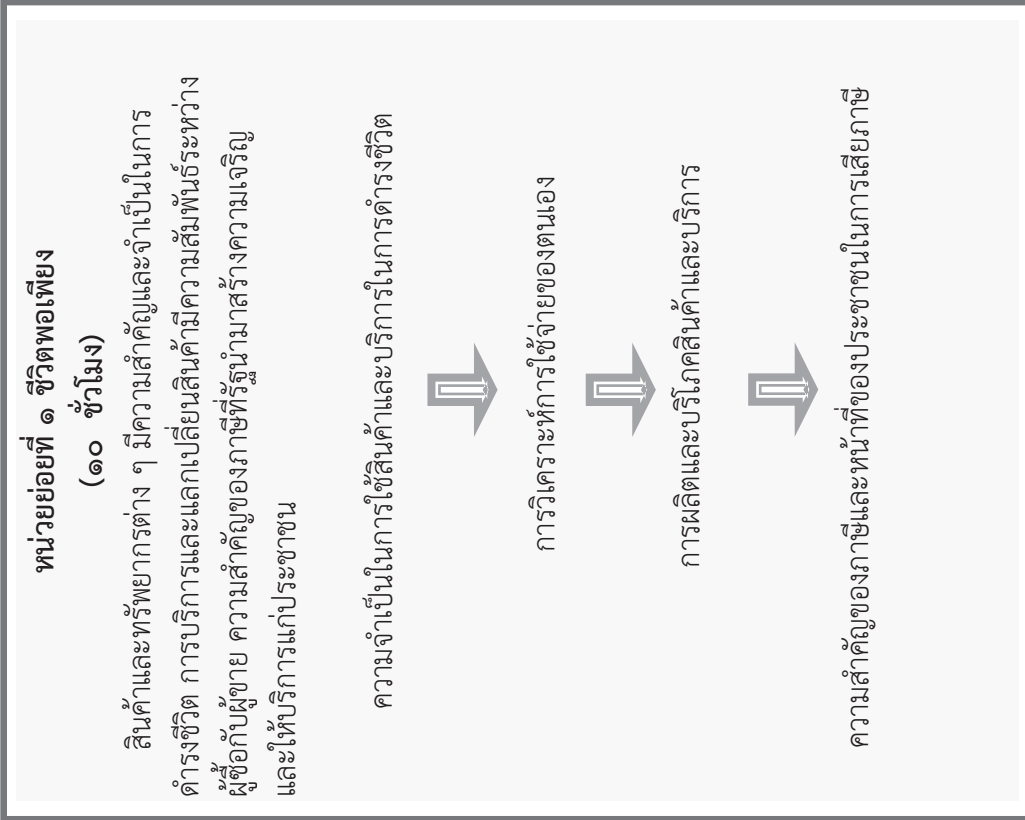 หน่วยย่อยที่ ๑ ชีวิตพอเพียง
(๑๐ ชั่วโมง)
สินค้าและทรัพยากรต่าง ๆ มีความสำคัญและจำเป็นในการ
ดำรงชีวิต การบริการและแลกเปลี่ยนสินค้ามีความสัมพันธ์ระหว่าง
ผู้ซื้อกับผู้ขาย ความสำคัญของภาษีที่รัฐนำมาสร้างความเจริญ
และให้บริการแก่ประชาชน
ความจำเป็นในการใช้สินค้าและบริการในการดำรงชีวิต
การวิเคราะห์การใช้จ่ายของตนเอง
การผลิตและบริโภคสินค้าและบริการ
ความสำคัญของภาษีและหน้าที่ของประชาชนในการเสียภาษี